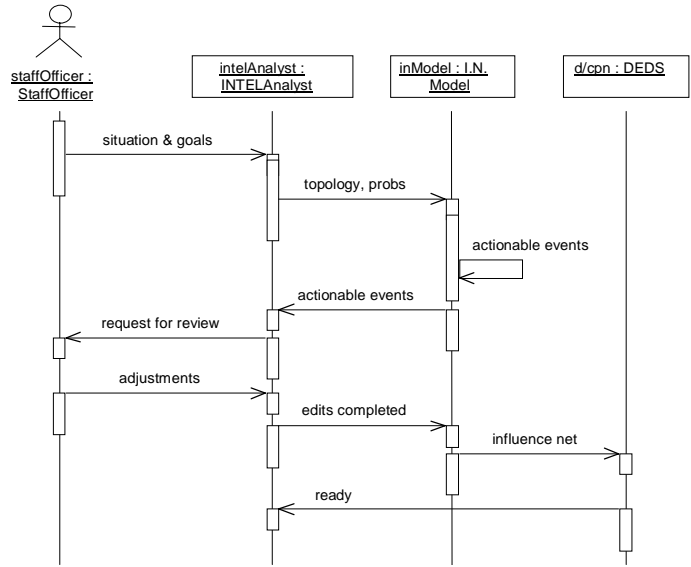 staffOfficer :
StaffOfficer
intelAnalyst :
INTELAnalyst
inModel : I.N.
Model
d/cpn : DEDS
situation & goals
topology, probs
actionable events
actionable events
request for review
adjustments
edits completed
influence net
ready